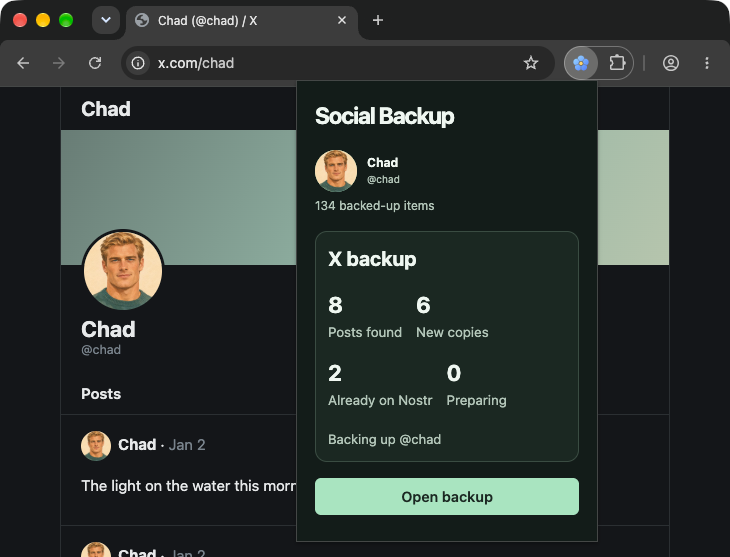 Chad (@chad) / X
x.com/chad
Chad
Social Backup
Chad
@chad
134 backed-up items
X backup
8
6
Posts found
New copies
2
0
Already on Nostr
Preparing
Backing up @chad
Open backup
Chad
@chad
Posts
Chad · Jan 2
The light on the water this morr
Chad · Jan 2